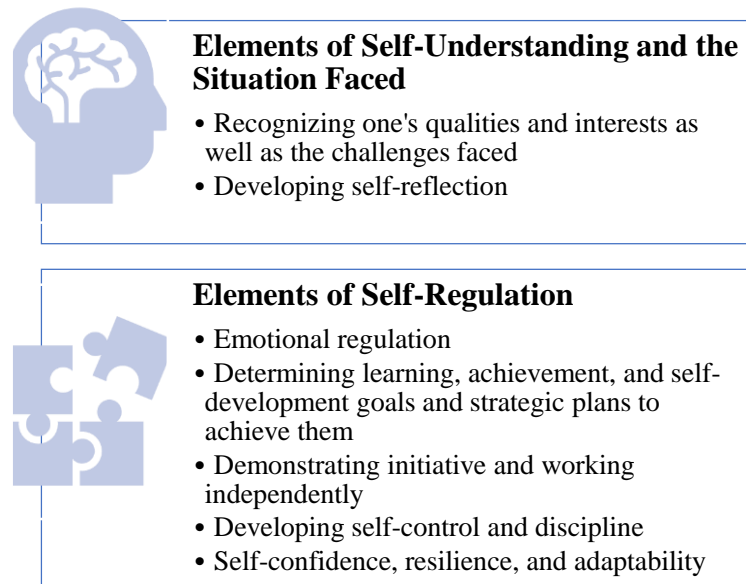 Elements of Self-Understanding and the
Situation Faced
• Recognizing one's qualities and interests as
well as the challenges faced
• Developing self-reflection
Elements of Self-Regulation
• Emotional regulation
• Determining learning, achievement, and self-
development goals and strategic plans to
achieve them
• Demonstrating initiative and working
independently
• Developing self-control and discipline
• Self-confidence, resilience, and adaptability